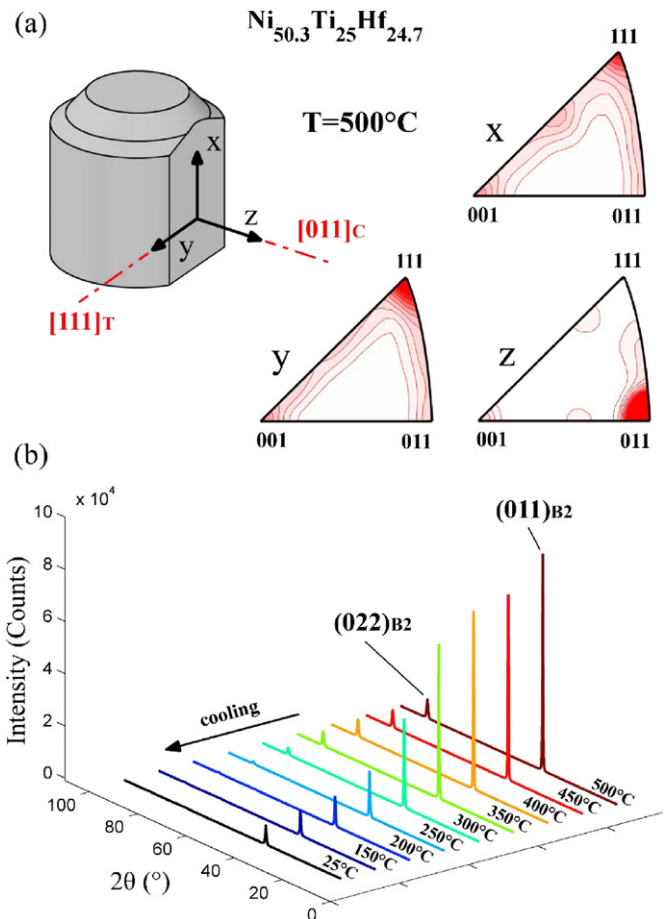 (a)
Ni50.3Ti25Hf24.7
T=500°C
x
z
y
[011]C
[111]T
111
x
001
011
111
y
001
011
111
z
001
011
(b)
x 10^4
10
8
6
4
2
0
Intensity (Counts)
(011)B2
(022)B2
cooling
500°C
450°C
400°C
350°C
300°C
250°C
200°C
150°C
25°C
100
80
60
40
20
0
2θ (°)